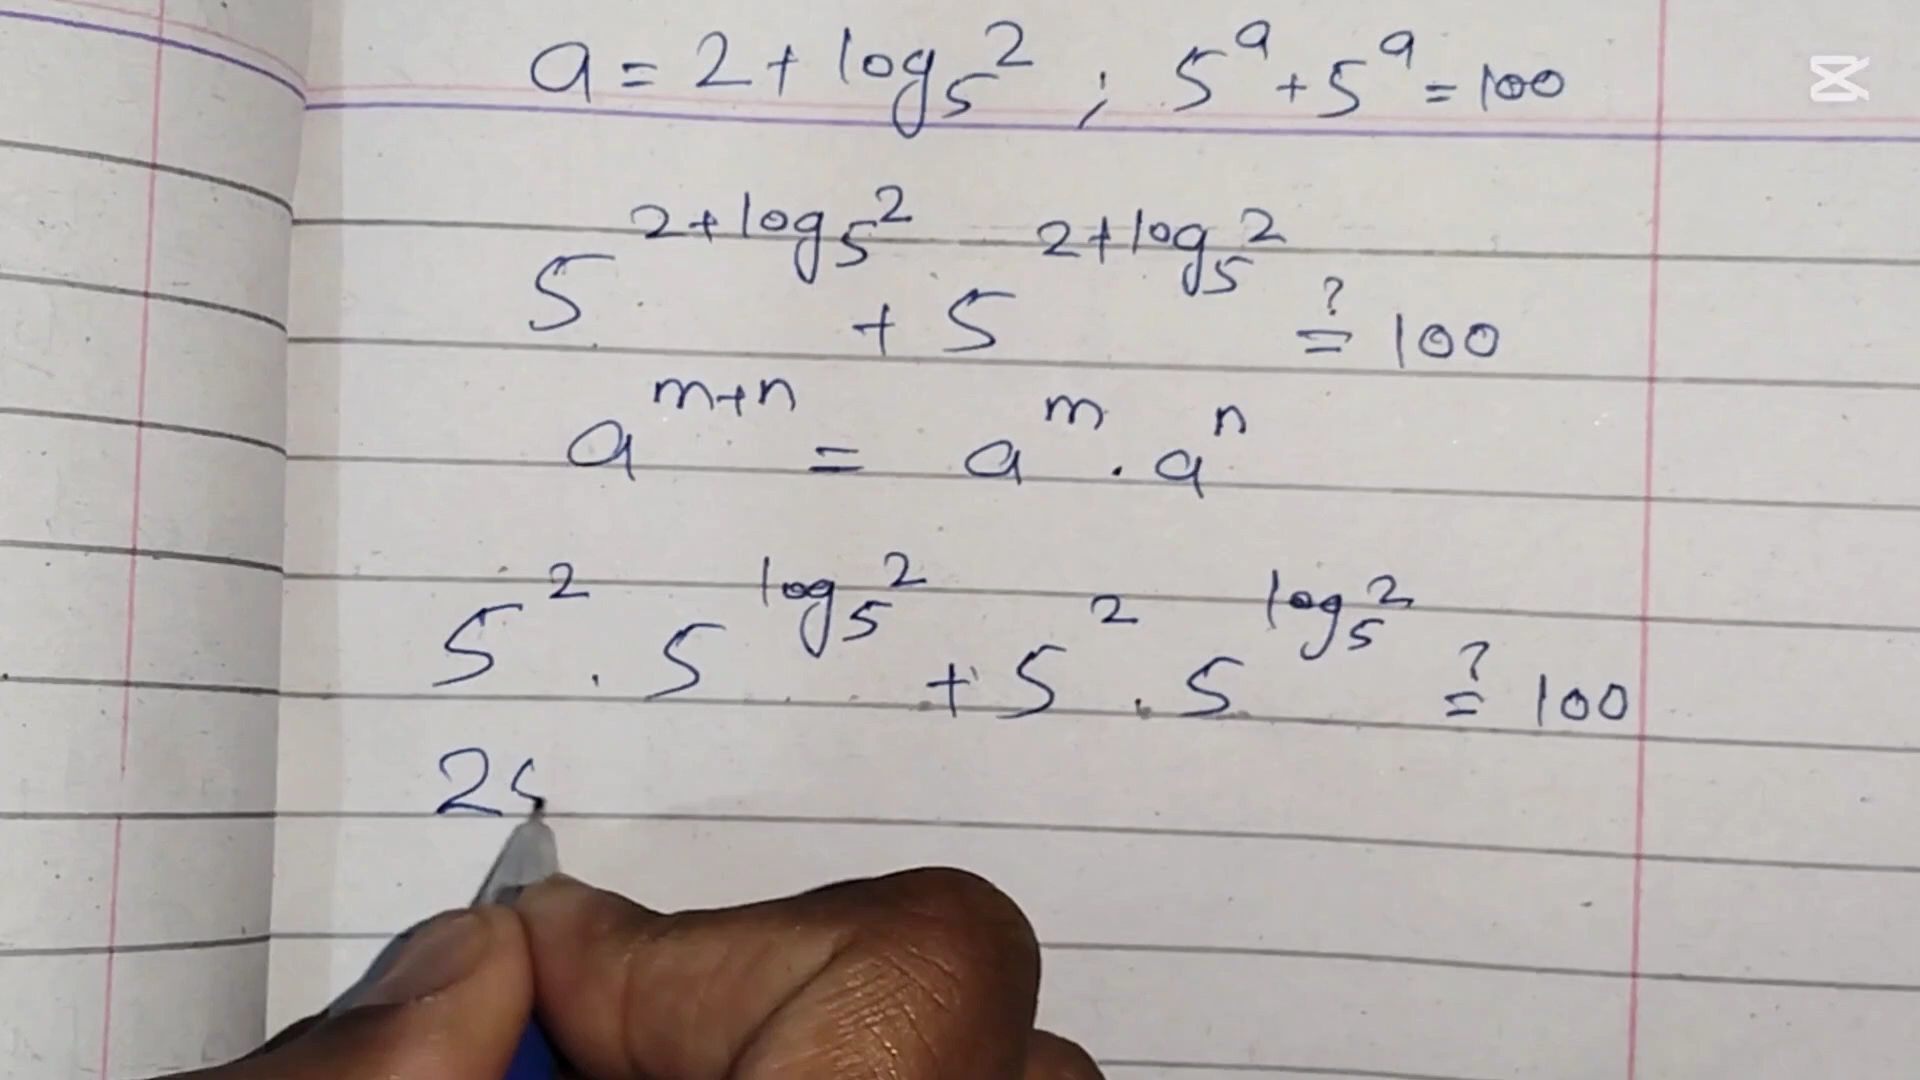 a = 2 + log₅2 ; 5^a + 5^a = 100
5^(2+log₅2) + 5^(2+log₅2) ?= 100
a^(m+n) = a^m . a^n
5² . 5^(log₅2) + 5² . 5^(log₅2) ?= 100
25